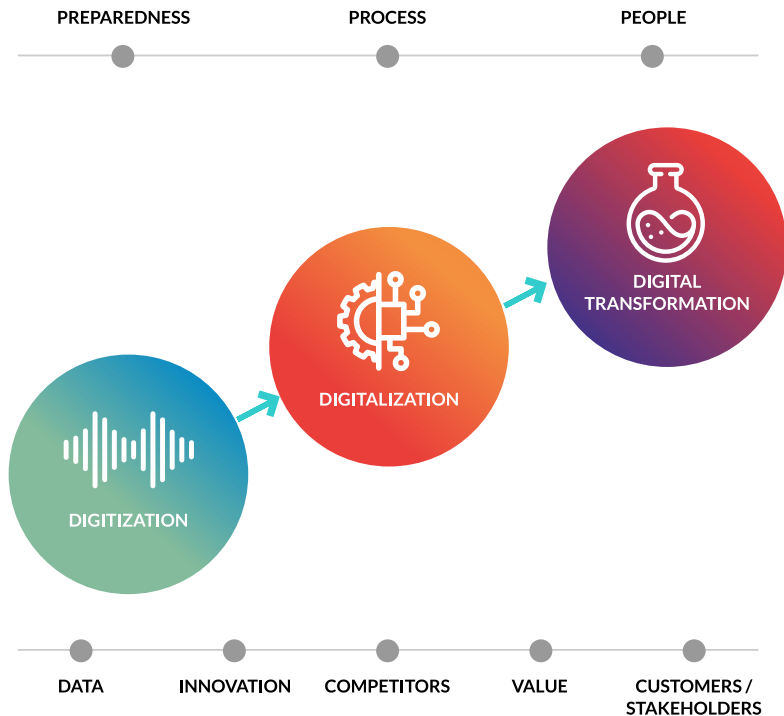 PREPAREDNESS
PROCESS
PEOPLE
DIGITAL
TRANSFORMATION
DIGITALIZATION
DIGITIZATION
DATA
INNOVATION
COMPETITORS
VALUE
CUSTOMERS /
STAKEHOLDERS